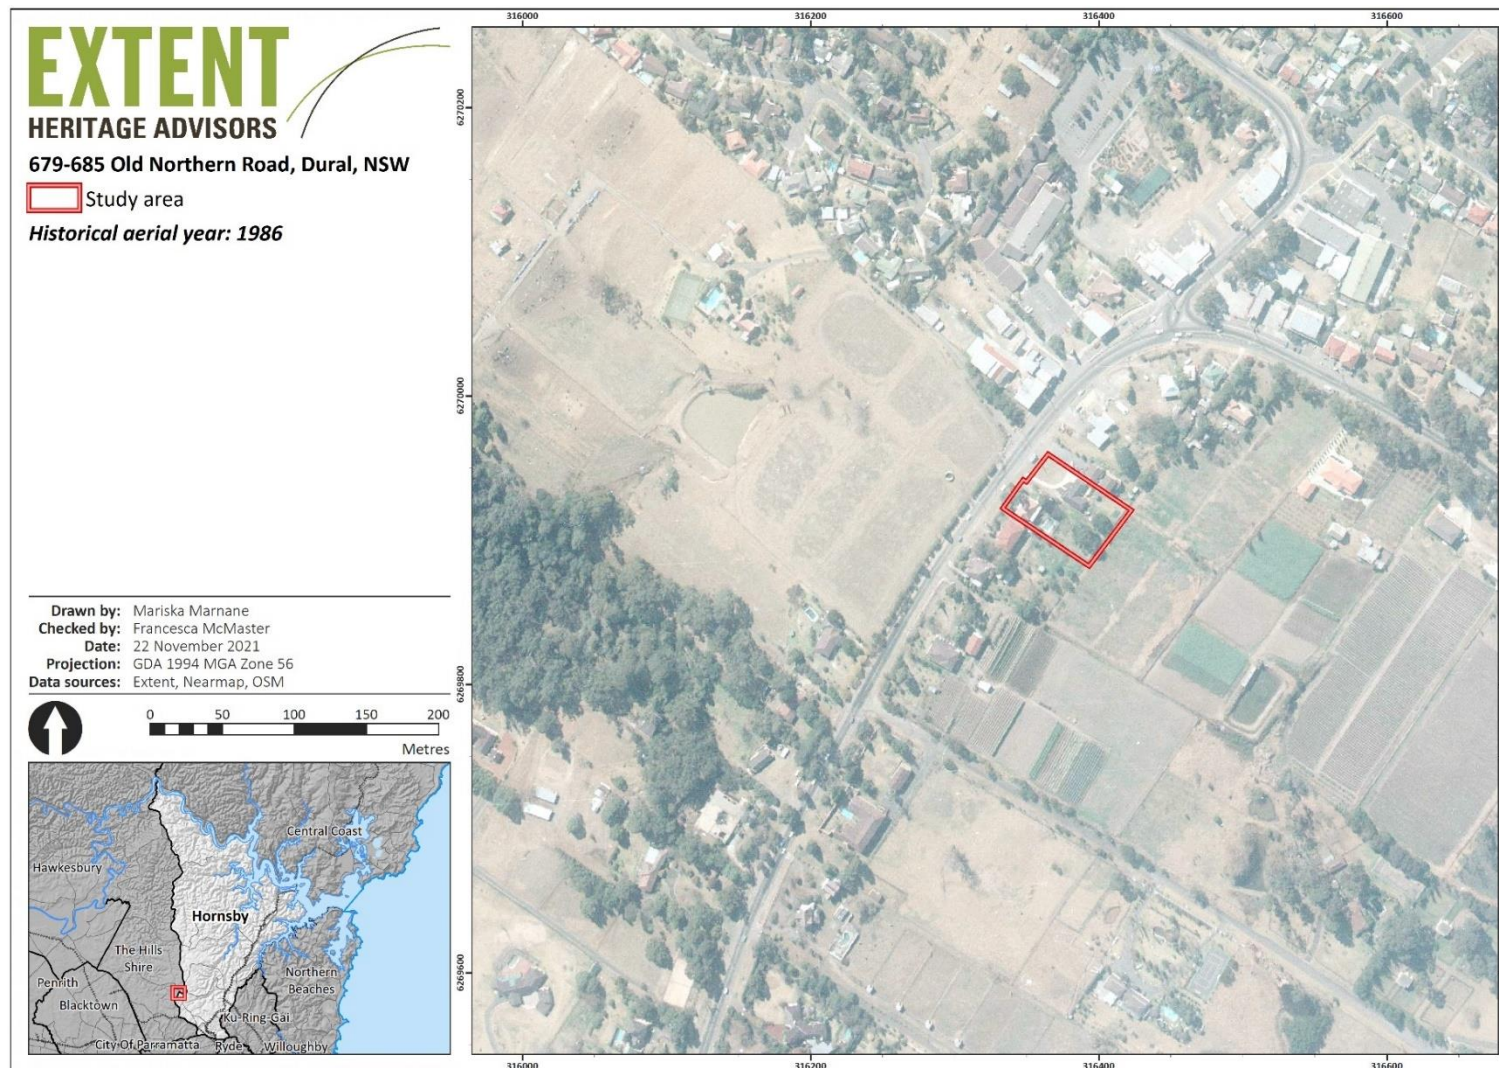 EXTENT
HERITAGE ADVISORS
679-685 Old Northern Road, Dural, NSW
Study area
Historical aerial year: 1986
Drawn by: Mariska Marnane
Checked by: Francesca McMaster
Date: 22 November 2021
Projection: GDA 1994 MGA Zone 56
Data sources: Extent, Nearmap, OSM
0 50 100 150 200
Metres
Central Coast
Hawkesbury
Hornsby
The Hills
Shire
Northern
Beaches
Penrith
Blacktown
Ku-Ring-Gai
City Of Parramatta
Ryde
Willoughby
316000 316200 316400 316600
6270200
6270000
6269800
6269600
316000 316200 316400 316600